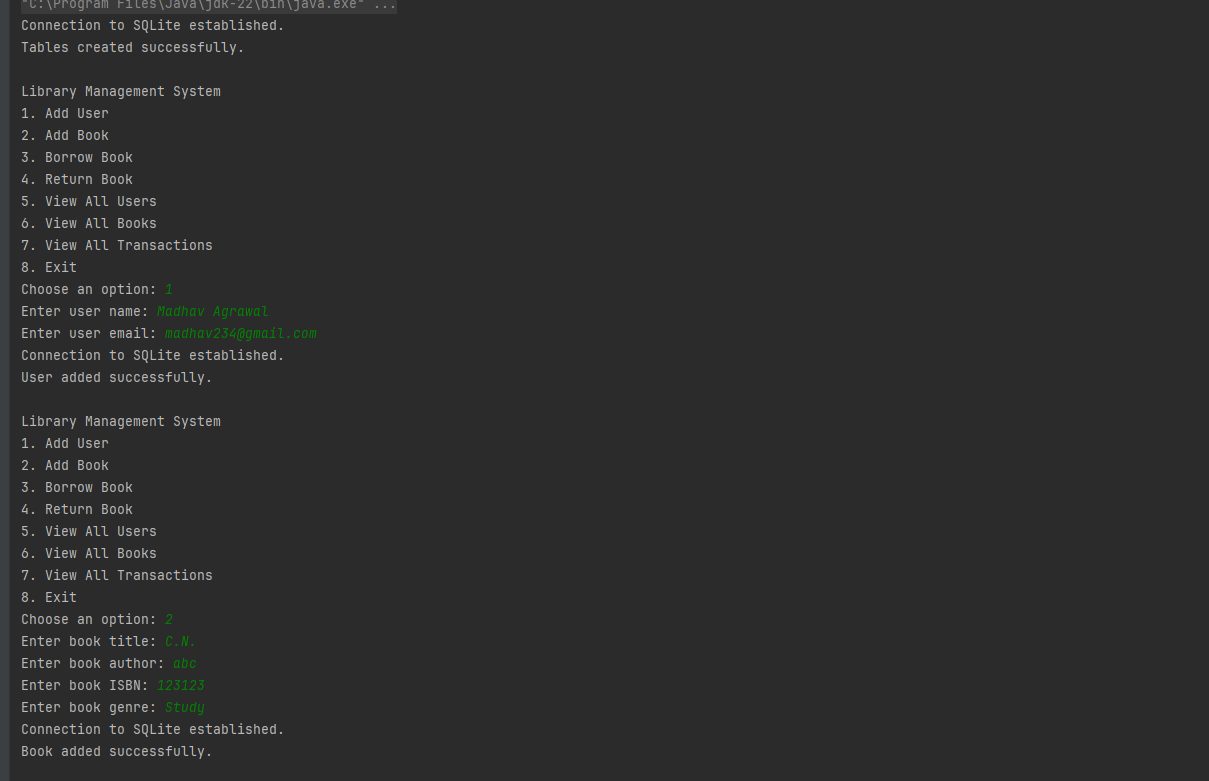 "C:\Program Files\Java\jdk-22\bin\java.exe" ...
Connection to SQLite established.
Tables created successfully.
Library Management System
1. Add User
2. Add Book
3. Borrow Book
4. Return Book
5. View All Users
6. View All Books
7. View All Transactions
8. Exit
Choose an option: 1
Enter user name: Madhav Agrawal
Enter user email: madhav234@gmail.com
Connection to SQLite established.
User added successfully.
Library Management System
1. Add User
2. Add Book
3. Borrow Book
4. Return Book
5. View All Users
6. View All Books
7. View All Transactions
8. Exit
Choose an option: 2
Enter book title: C.N.
Enter book author: abc
Enter book ISBN: 123123
Enter book genre: Study
Connection to SQLite established.
Book added successfully.